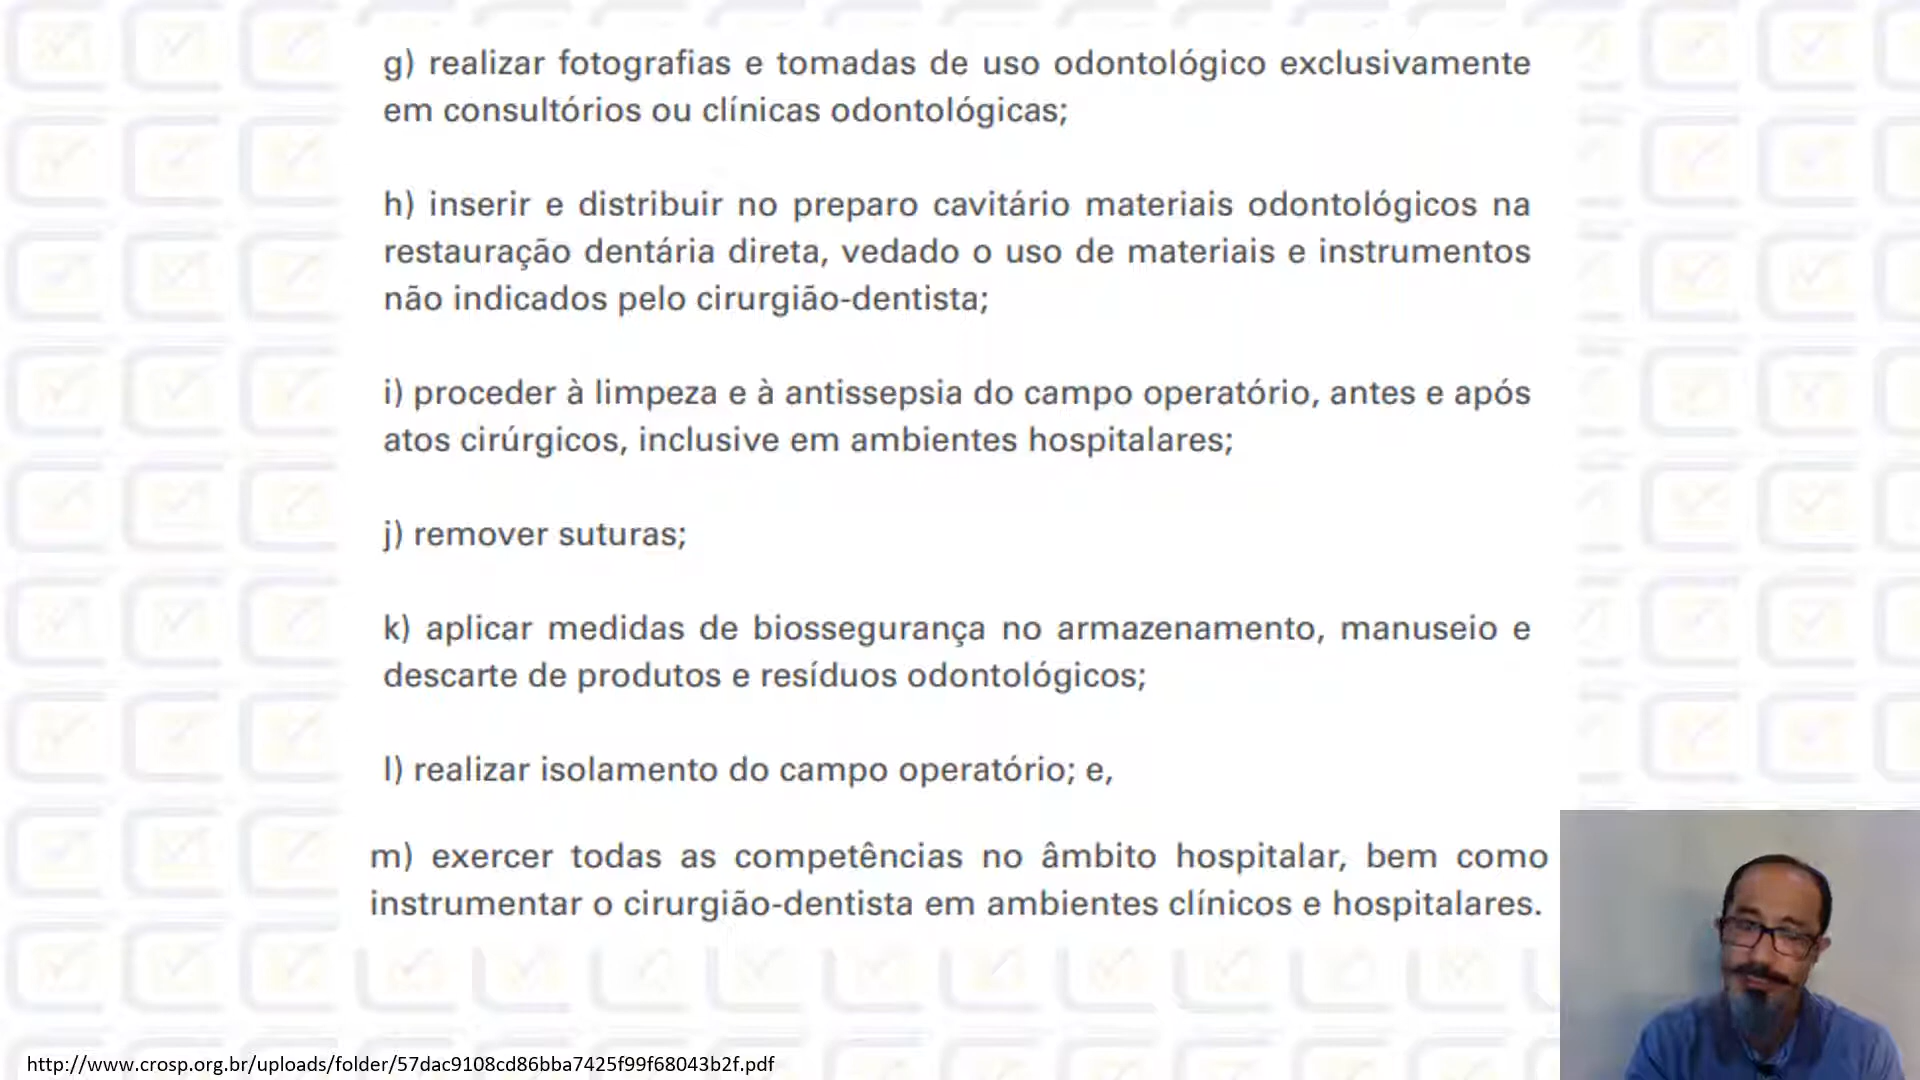 g) realizar fotografias e tomadas de uso odontológico exclusivamente
em consultórios ou clínicas odontológicas;
h) inserir e distribuir no preparo cavitário materiais odontológicos na
restauração dentária direta, vedado o uso de materiais e instrumentos
não indicados pelo cirurgião-dentista;
i) proceder à limpeza e à antissepsia do campo operatório, antes e após
atos cirúrgicos, inclusive em ambientes hospitalares;
j) remover suturas;
k) aplicar medidas de biossegurança no armazenamento, manuseio e
descarte de produtos e resíduos odontológicos;
l) realizar isolamento do campo operatório; e,
m) exercer todas as competências no âmbito hospitalar, bem como
instrumentar o cirurgião-dentista em ambientes clínicos e hospitalares.
http://www.crosp.org.br/uploads/folder/57dac9108cd86bba7425f99f68043b2f.pdf